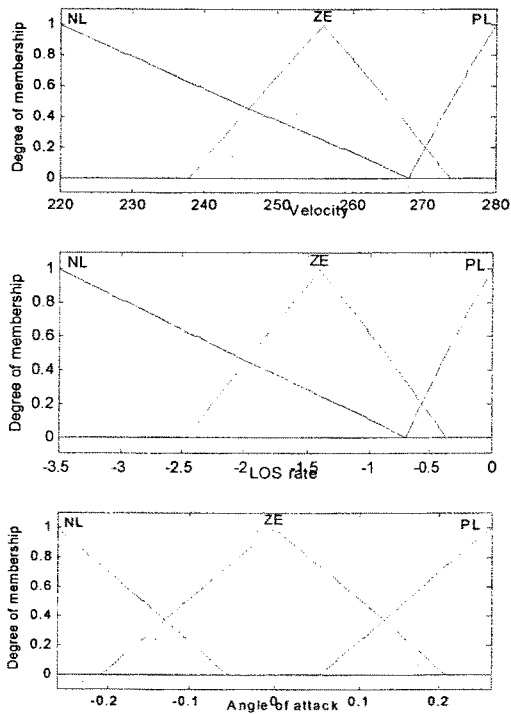 NL ZE PL
Degree of membership
1
0.8
0.6
0.4
0.2
0
220 230 240 250 260 270 280
Velocity
NL ZE PL
Degree of membership
1
0.8
0.6
0.4
0.2
0
-3.5 -3 -2.5 -2 -1.5 -1 -0.5 0
LOS rate
NL ZE PL
Degree of membership
1
0.8
0.6
0.4
0.2
0
-0.2 -0.1 0 0.1 0.2
Angle of attack